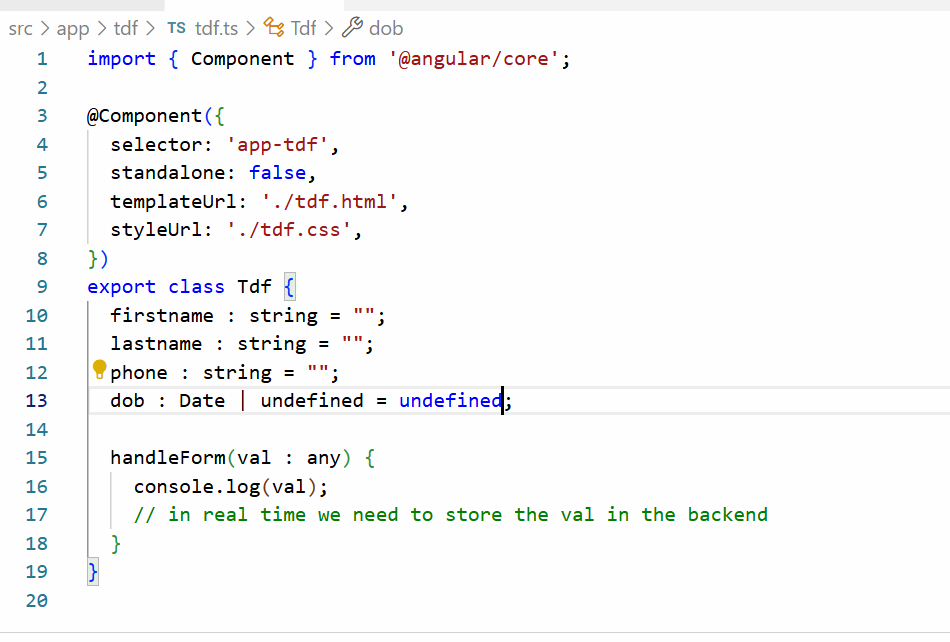 src > app > tdf > TS tdf.ts > Tdf > dob
1 import { Component } from '@angular/core';
2
3 @Component({
4   selector: 'app-tdf',
5   standalone: false,
6   templateUrl: './tdf.html',
7   styleUrl: './tdf.css',
8 })
9 export class Tdf {
10   firstname : string = "";
11   lastname : string = "";
12   phone : string = "";
13   dob : Date | undefined = undefined;
14
15   handleForm(val : any) {
16     console.log(val);
17     // in real time we need to store the val in the backend
18   }
19 }
20